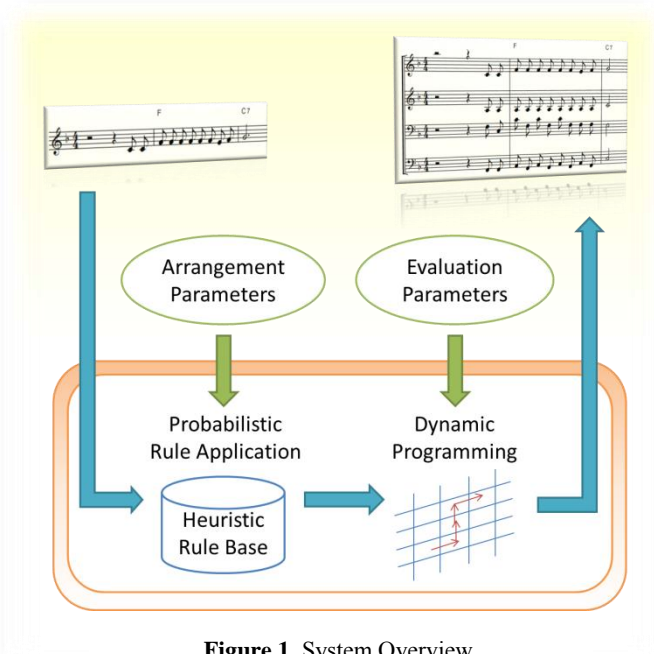 F
C7
F
C7
Arrangement
Parameters
Evaluation
Parameters
Probabilistic
Rule Application
Dynamic
Programming
Heuristic
Rule Base
Figure 1. System Overview